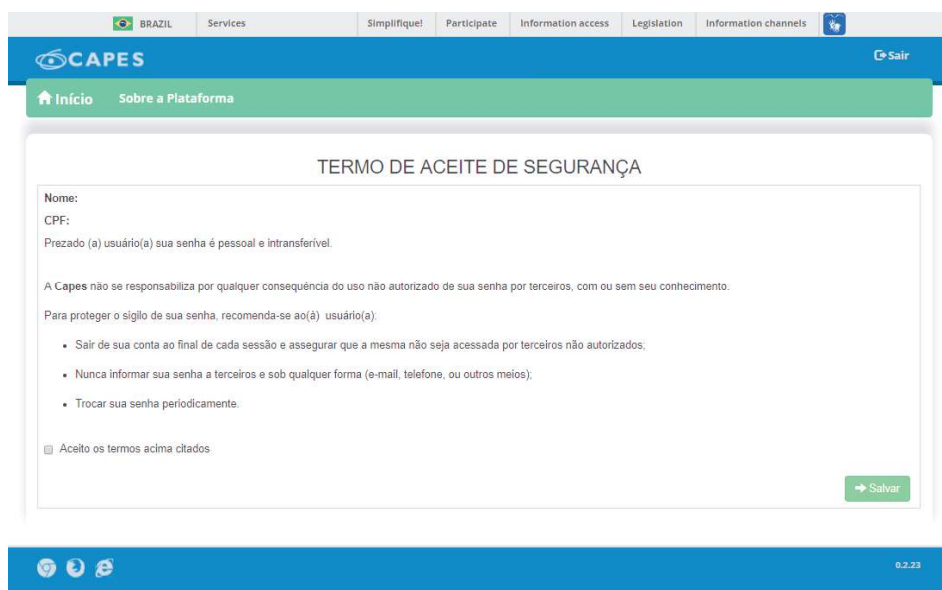 BRAZIL Services Simplifique! Participate Information access Legislation Information channels
CAPES Sair
Início Sobre a Plataforma
TERMO DE ACEITE DE SEGURANÇA
Nome:
CPF:
Prezado (a) usuário(a) sua senha é pessoal e intransferível.
A Capes não se responsabiliza por qualquer consequência do uso não autorizado de sua senha por terceiros, com ou sem seu conhecimento.
Para proteger o sigilo de sua senha, recomenda-se ao(à) usuário(a):
• Sair de sua conta ao final de cada sessão e assegurar que a mesma não seja acessada por terceiros não autorizados;
• Nunca informar sua senha a terceiros e sob qualquer forma (e-mail, telefone, ou outros meios);
• Trocar sua senha periodicamente.
Aceito os termos acima citados
Salvar
0.2.23